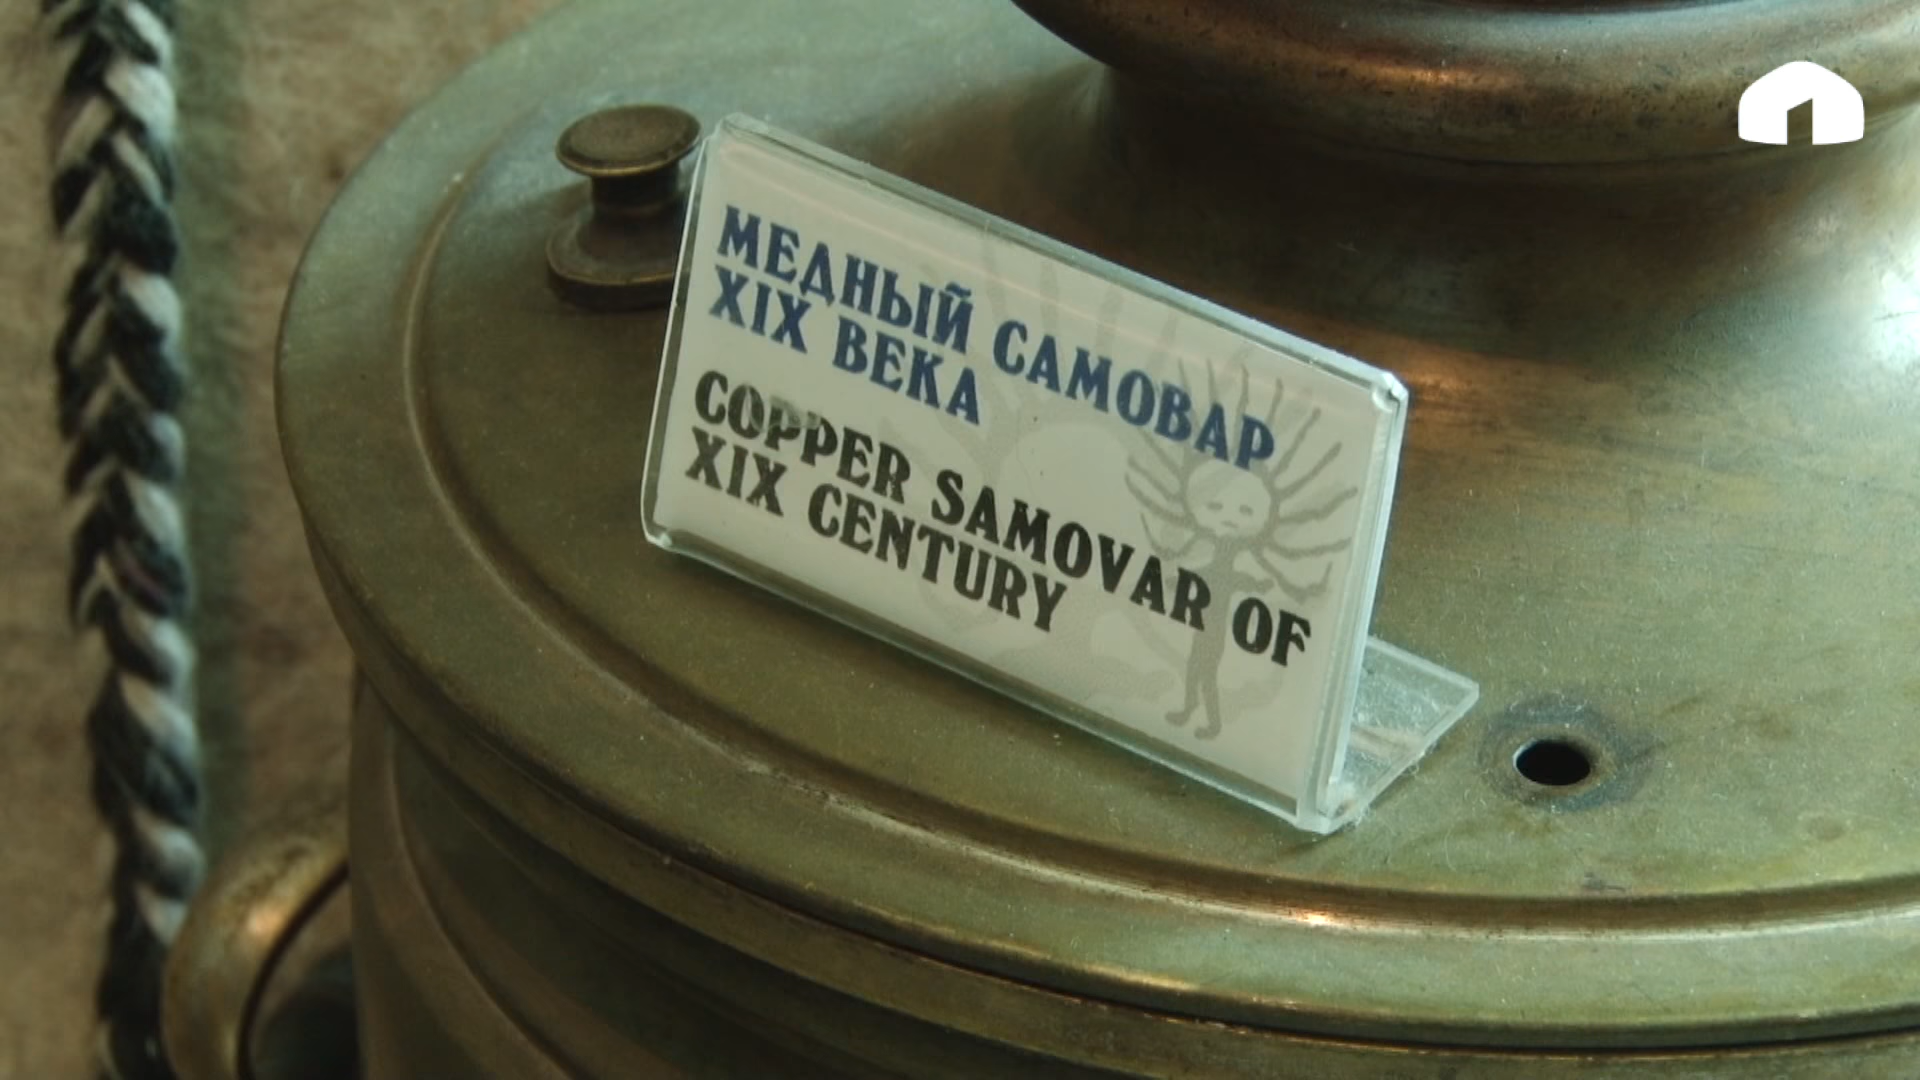 МЕДНЫЙ САМОВАР
XIX ВЕКА
COPPER SAMOVAR OF
XIX CENTURY